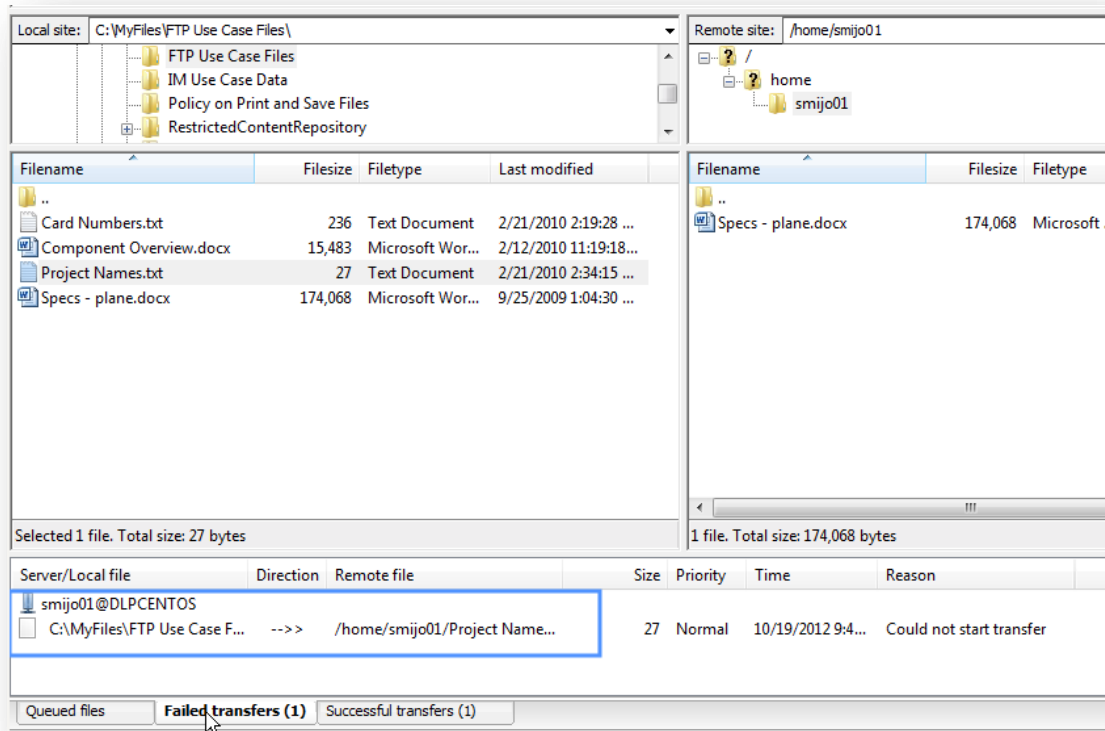 Local site: C:\MyFiles\FTP Use Case Files\
FTP Use Case Files
IM Use Case Data
Policy on Print and Save Files
RestrictedContentRepository
Filename Filesize Filetype Last modified
..
Card Numbers.txt 236 Text Document 2/21/2010 2:19:28 ...
Component Overview.docx 15,483 Microsoft Wor... 2/12/2010 11:19:18...
Project Names.txt 27 Text Document 2/21/2010 2:34:15 ...
Specs - plane.docx 174,068 Microsoft Wor... 9/25/2009 1:04:30 ...
Selected 1 file. Total size: 27 bytes
Remote site: /home/smijo01
? /
? home
smijo01
Filename Filesize Filetype
..
Specs - plane.docx 174,068 Microsoft
1 file. Total size: 174,068 bytes
Server/Local file Direction Remote file Size Priority Time Reason
smijo01@DLPCENTOS
C:\MyFiles\FTP Use Case F... -->> /home/smijo01/Project Name... 27 Normal 10/19/2012 9:4... Could not start transfer
Queued files Failed transfers (1) Successful transfers (1)